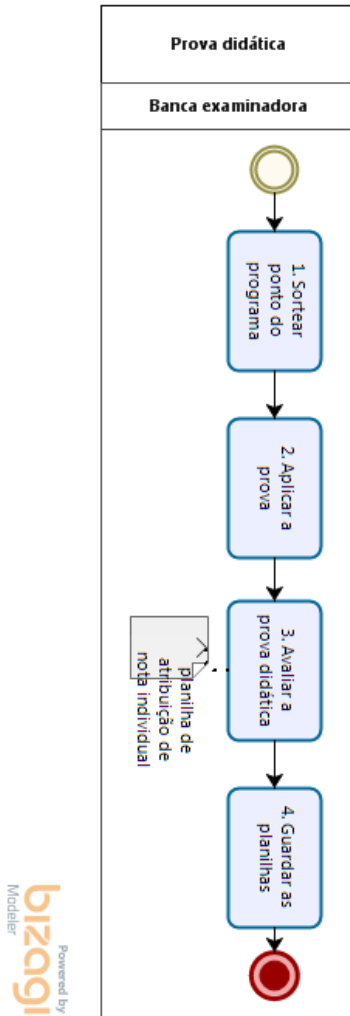 Prova didática
Banca examinadora
1. Sortear
ponto do
programa
2. Aplicar a
prova
3. Avaliar a
prova didática
planilha de
atribuição de
nota individual
4. Guardar as
planilhas
Powered by
bizagi
Modeler